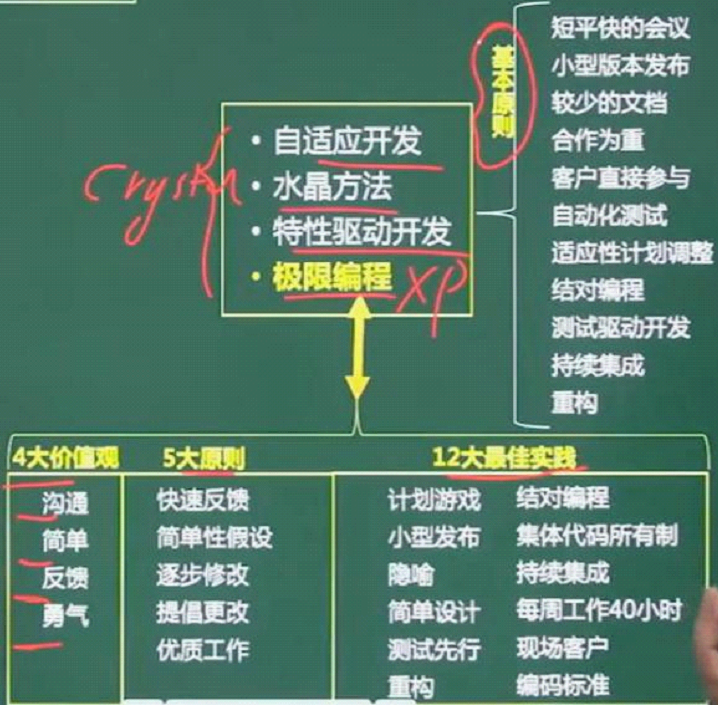 基本原则
短平快的会议
小型版本发布
较少的文档
合作为重
客户直接参与
自动化测试
适应性计划调整
结对编程
测试驱动开发
持续集成
重构
• 自适应开发
• 水晶方法
• 特性驱动开发
• 极限编程 XP
4大价值观
沟通
简单
反馈
勇气
5大原则
快速反馈
简单性假设
逐步修改
提倡更改
优质工作
12大最佳实践
计划游戏 结对编程
小型发布 集体代码所有制
隐喻 持续集成
简单设计 每周工作40小时
测试先行 现场客户
重构 编码标准